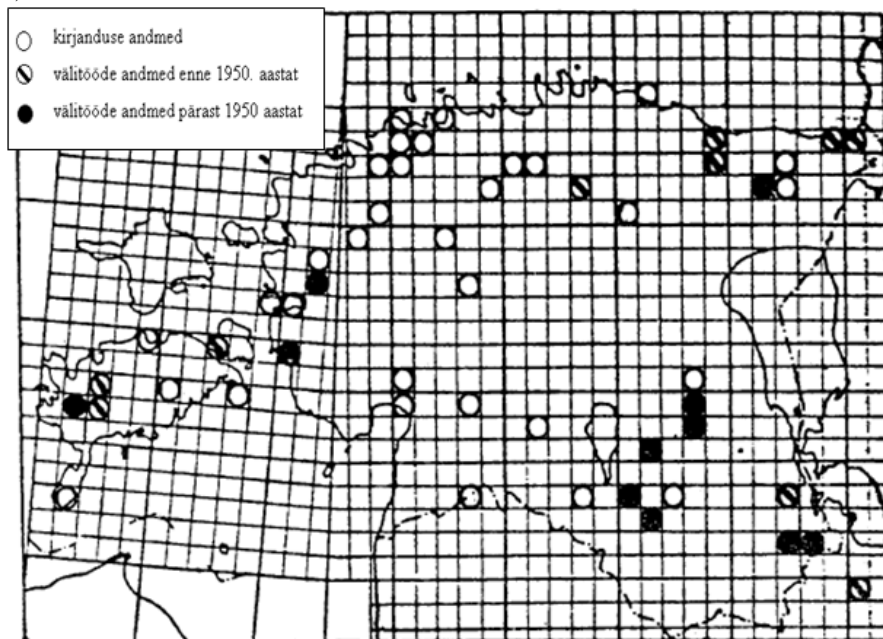 kirjanduse andmed
välitööde andmed enne 1950. aastat
välitööde andmed pärast 1950 aastat